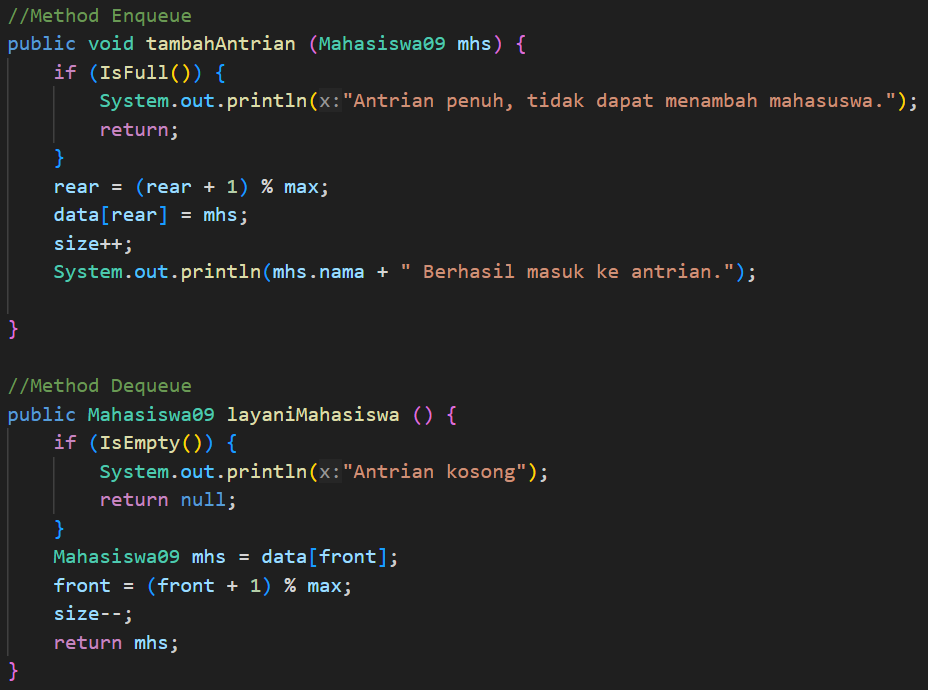 //Method Enqueue
public void tambahAntrian (Mahasiswa09 mhs) {
    if (IsFull()) {
        System.out.println(x:"Antrian penuh, tidak dapat menambah mahasuswa.");
        return;
    }
    rear = (rear + 1) % max;
    data[rear] = mhs;
    size++;
    System.out.println(mhs.nama + " Berhasil masuk ke antrian.");
}
//Method Dequeue
public Mahasiswa09 layaniMahasiswa () {
    if (IsEmpty()) {
        System.out.println(x:"Antrian kosong");
        return null;
    }
    Mahasiswa09 mhs = data[front];
    front = (front + 1) % max;
    size--;
    return mhs;
}